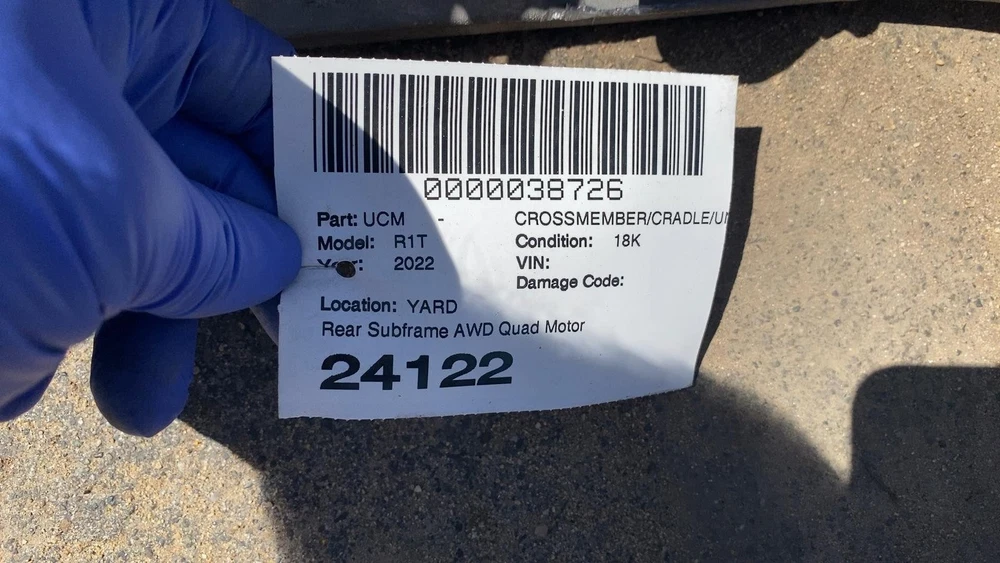 0000038726
Part: UCM - CROSSMEMBER/CRADLE/U
Model: R1T Condition: 18K
Year: 2022 VIN:
Damage Code:
Location: YARD
Rear Subframe AWD Quad Motor
24122